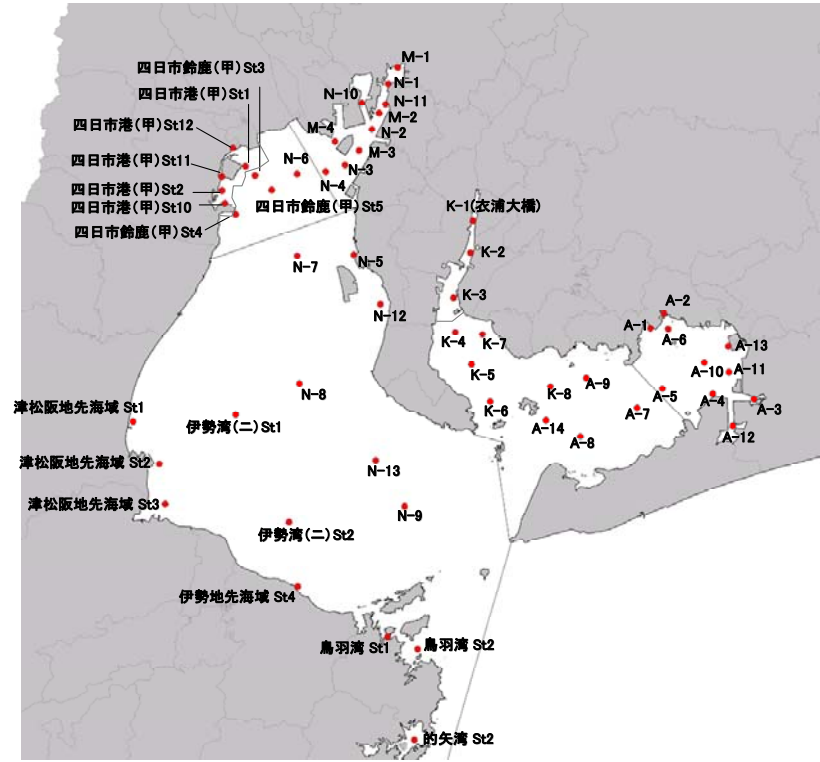 M-1
四日市鈴鹿(甲)St3
N-1
四日市港(甲)St1
N-10
N-11
M-2
四日市港(甲)St12
M-4
N-2
M-3
四日市港(甲)St11
N-6
N-3
N-4
四日市港(甲)St2
四日市港(甲)St10
四日市鈴鹿(甲)St5
四日市鈴鹿(甲)St4
K-1(衣浦大橋)
K-2
N-7
N-5
K-3
N-12
A-2
A-1
A-6
K-4
K-7
A-13
K-5
A-10
A-11
N-8
K-8
A-9
A-5
A-4
A-3
K-6
A-7
津松阪地先海域 St1
伊勢湾(二)St1
A-14
A-8
A-12
津松阪地先海域 St2
N-13
津松阪地先海域 St3
N-9
伊勢湾(二)St2
伊勢地先海域 St4
鳥羽湾 St1
鳥羽湾 St2
的矢湾 St2